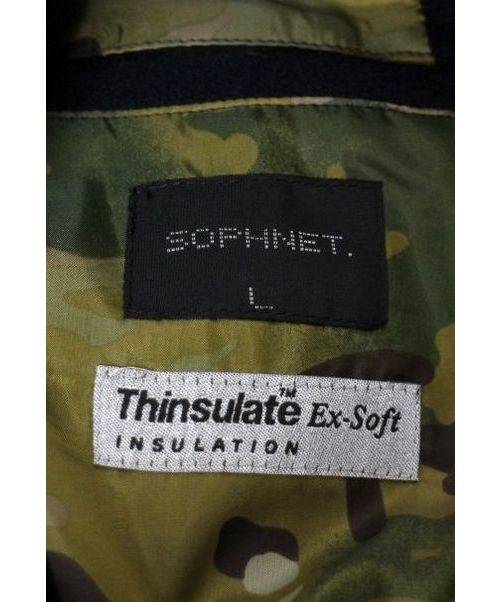 SOPHNET.
L
Thinsulate™ Ex-Soft
INSULATION